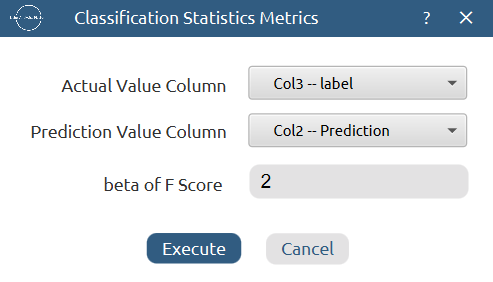 Classification Statistics Metrics ? ×
Actual Value Column Col3 -- label
Prediction Value Column Col2 -- Prediction
beta of F Score 2
Execute Cancel